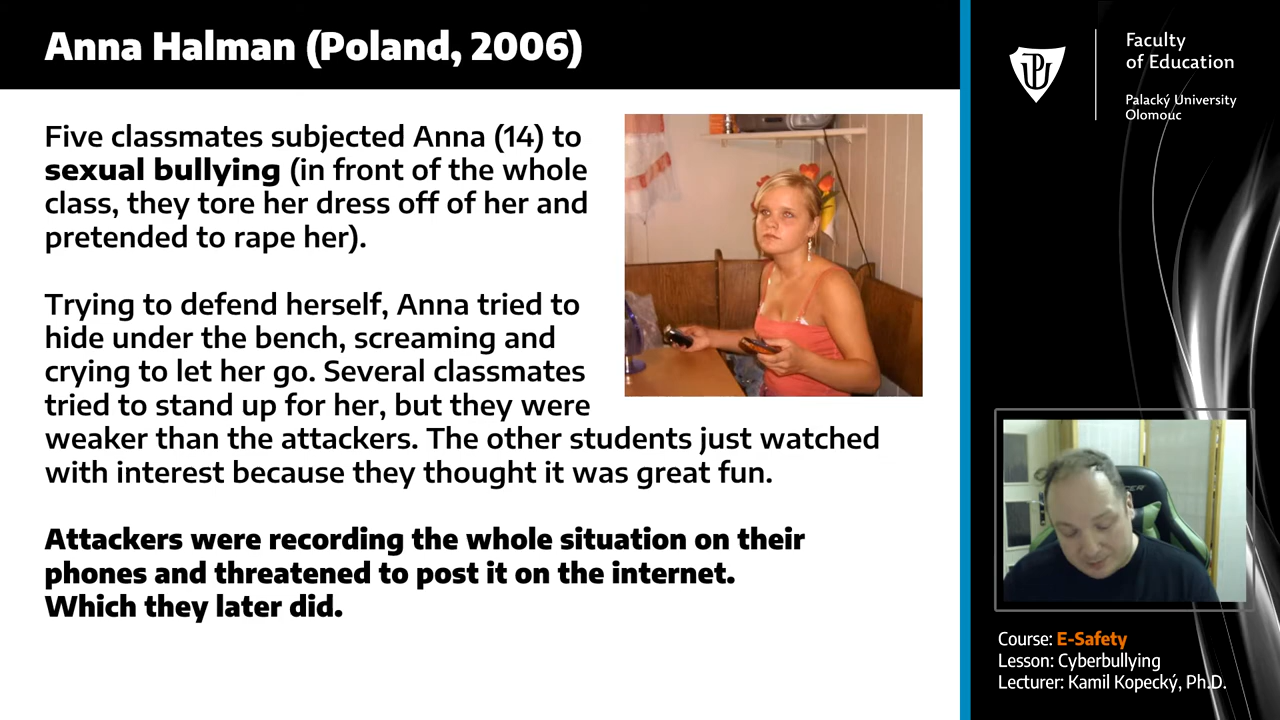 Anna Halman (Poland, 2006)
Five classmates subjected Anna (14) to
sexual bullying (in front of the whole
class, they tore her dress off of her and
pretended to rape her).
Trying to defend herself, Anna tried to
hide under the bench, screaming and
crying to let her go. Several classmates
tried to stand up for her, but they were
weaker than the attackers. The other students just watched
with interest because they thought it was great fun.
Attackers were recording the whole situation on their
phones and threatened to post it on the internet.
Which they later did.
UP
Faculty
of Education
Palacký University
Olomouc
Course: E-Safety
Lesson: Cyberbullying
Lecturer: Kamil Kopecký, Ph.D.